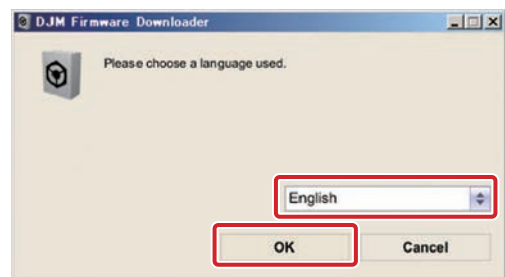 DJM Firmware Downloader
Please choose a language used.
English
OK Cancel